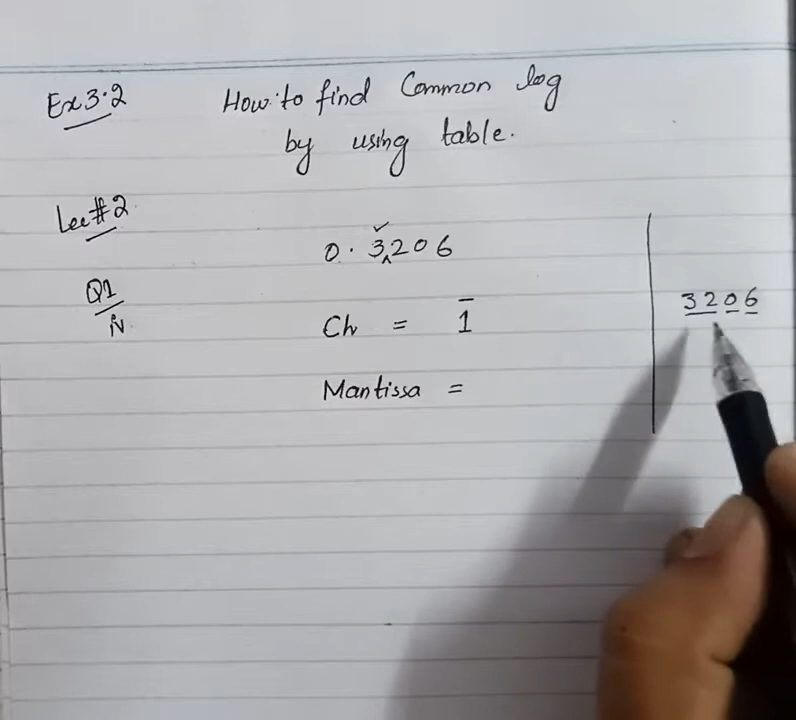 Ex 3.2
How to find Common log
by using table.
Lec#2
0.3206
Q1
iv
Ch = 1̅
Mantissa =
3206